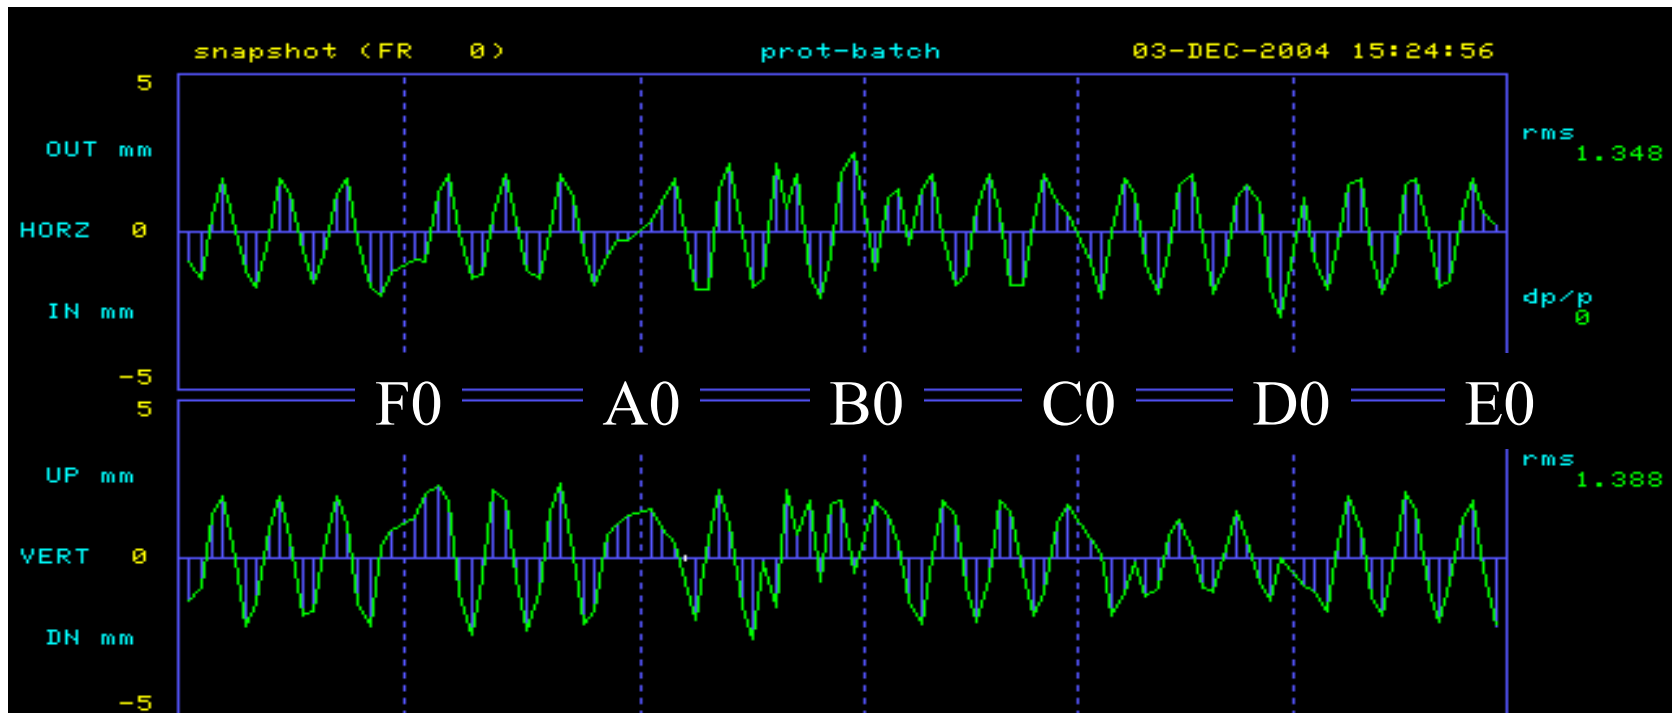 snapshot (FR 0) prot-batch 03-DEC-2004 15:24:56
5
OUT mm
HORZ 0
IN mm
-5
rms
1.348
dp/p
0
F0 A0 B0 C0 D0 E0
5
UP mm
VERT 0
DN mm
-5
rms
1.388